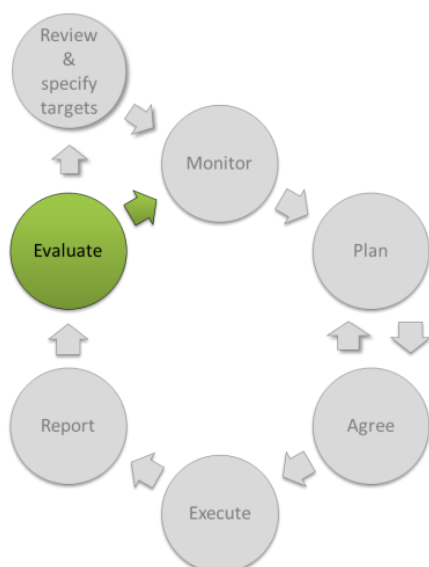 Review
&
specify
targets
Monitor
Evaluate
Plan
Report
Agree
Execute